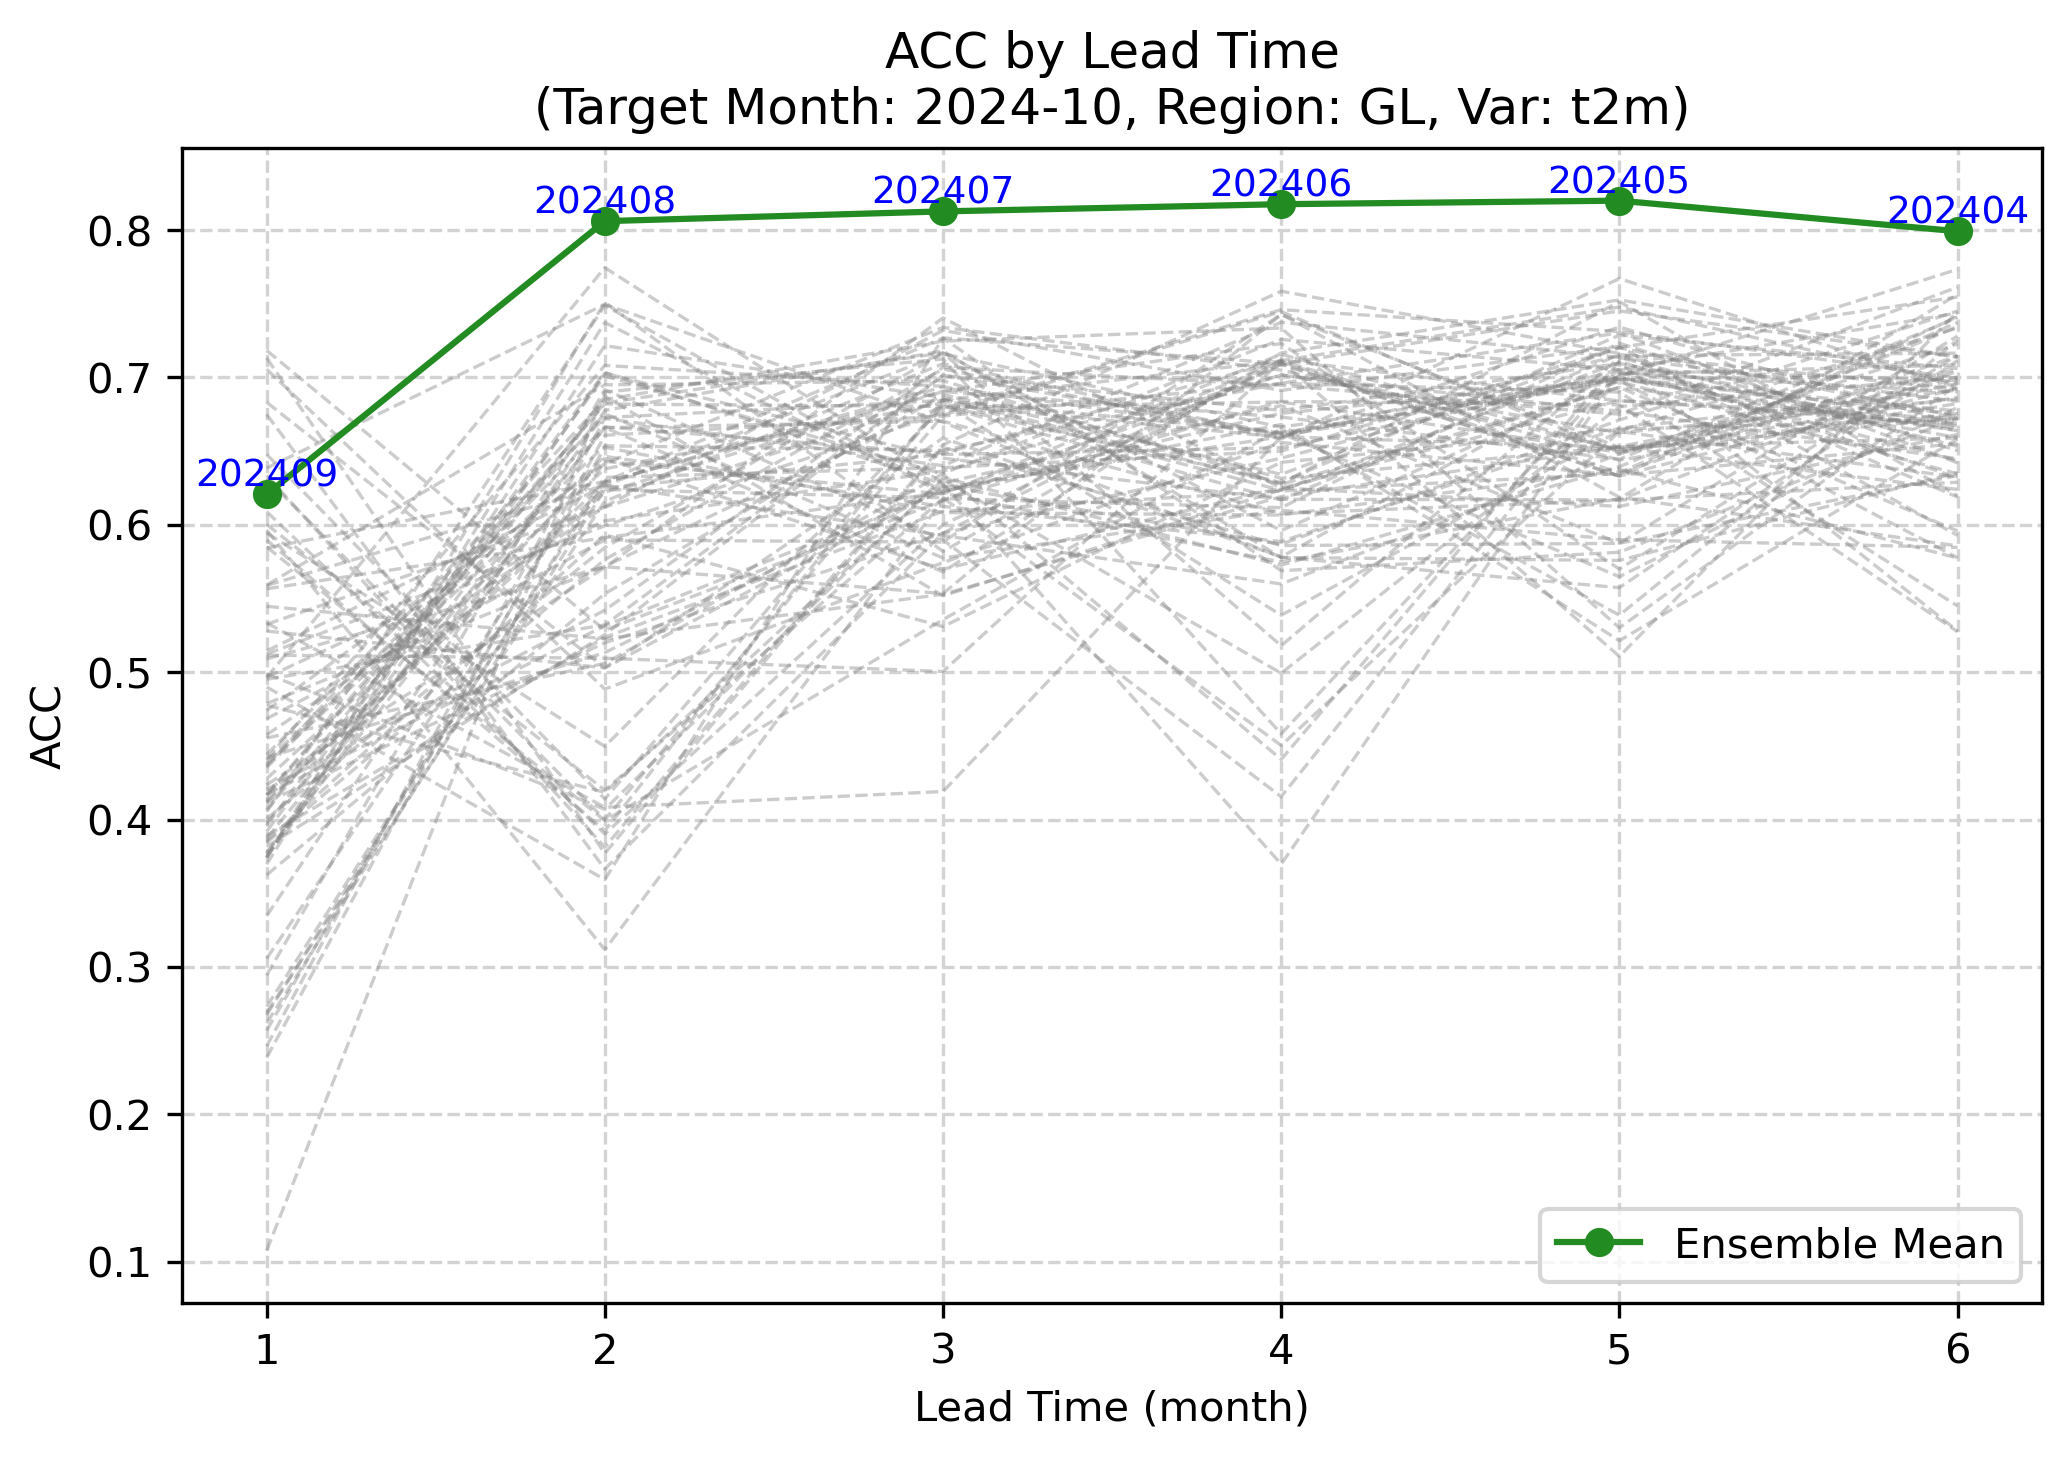 ACC by Lead Time
(Target Month: 2024-10, Region: GL, Var: t2m)
202409
202408
202407
202406
202405
202404
0.8
0.7
0.6
0.5
0.4
0.3
0.2
0.1
ACC
Ensemble Mean
1 2 3 4 5 6
Lead Time (month)